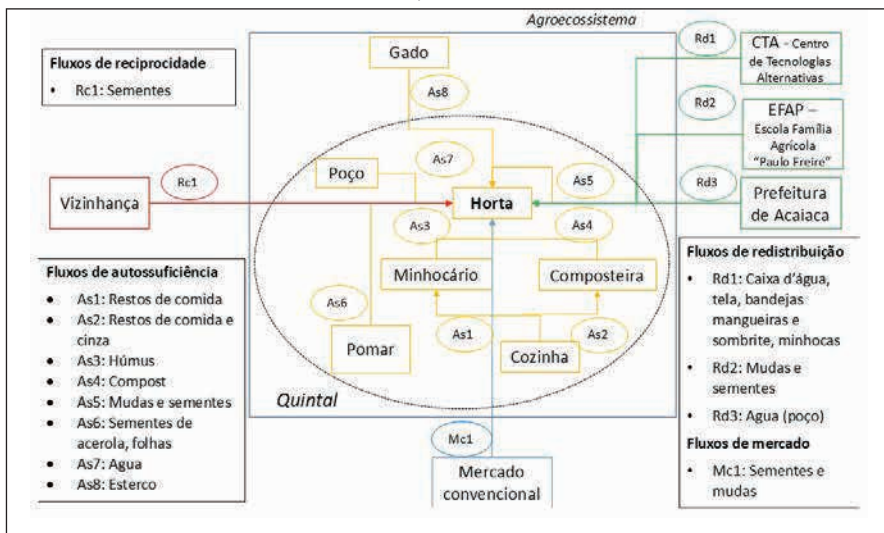 Agroecossistema
Fluxos de reciprocidade
• Rc1: Sementes
Gado
As8
Rd1
CTA - Centro
de Tecnologias
Alternativas
Rd2
EFAP –
Escola Família
Agrícola
"Paulo Freire"
Rd3
Prefeitura
de Acaiaca
Vizinhança
Rc1
Poço
As7
As5
Horta
As3
As4
Minhocário
Composteira
As6
As1
As2
Pomar
Cozinha
Quintal
Mc1
Mercado
convencional
Fluxos de autossuficiência
• As1: Restos de comida
• As2: Restos de comida e
cinza
• As3: Húmus
• As4: Compost
• As5: Mudas e sementes
• As6: Sementes de
acerola, folhas
• As7: Agua
• As8: Esterco
Fluxos de redistribuição
• Rd1: Caixa d'água,
tela, bandejas
mangueiras e
sombrite, minhocas
• Rd2: Mudas e
sementes
• Rd3: Agua (poço)
Fluxos de mercado
• Mc1: Sementes e
mudas